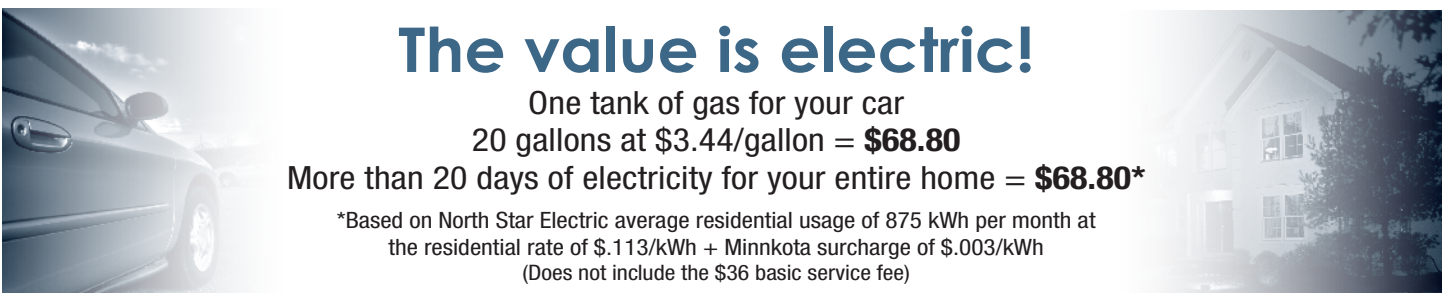 The value is electric!
One tank of gas for your car
20 gallons at $3.44/gallon = $68.80
More than 20 days of electricity for your entire home = $68.80*
*Based on North Star Electric average residential usage of 875 kWh per month at
the residential rate of $.113/kWh + Minnkota surcharge of $.003/kWh
(Does not include the $36 basic service fee)